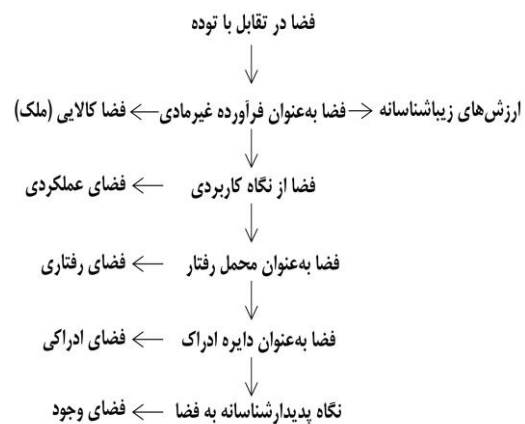 فضا در تقابل با توده
ارزش‌های زیباشناسانه فضا به‌عنوان فرآورده غیرمادی فضا کالایی (ملک)
فضا از نگاه کاربردی فضای عملکردی
فضا به‌عنوان محمل رفتار فضای رفتاری
فضا به‌عنوان دایره ادراک فضای ادراکی
نگاه پدیدارشناسانه به فضا فضای وجود